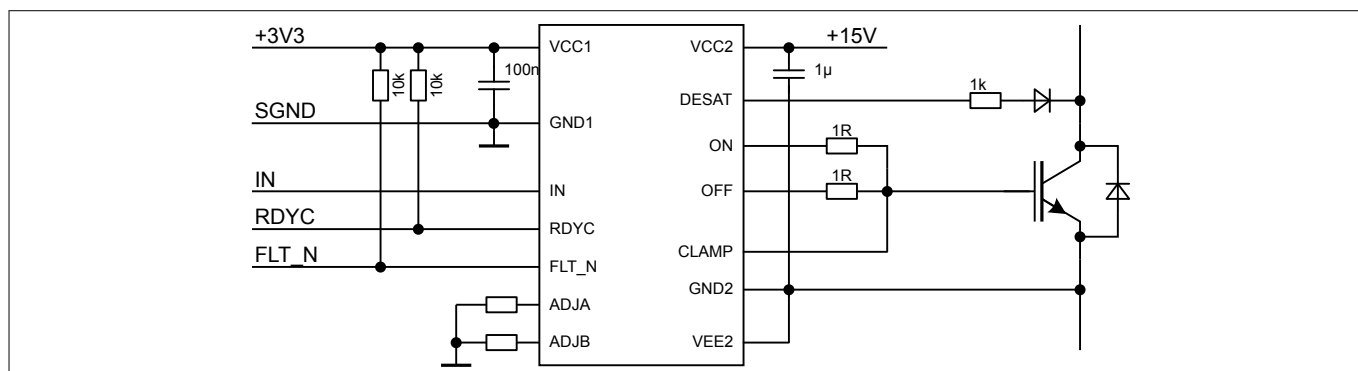 +3V3
VCC1
VCC2
+15V
10k
10k
100n
1µ
DESAT
1k
SGND
GND1
ON
1R
IN
IN
OFF
1R
RDYC
RDYC
CLAMP
FLT_N
FLT_N
GND2
ADJA
ADJB
VEE2